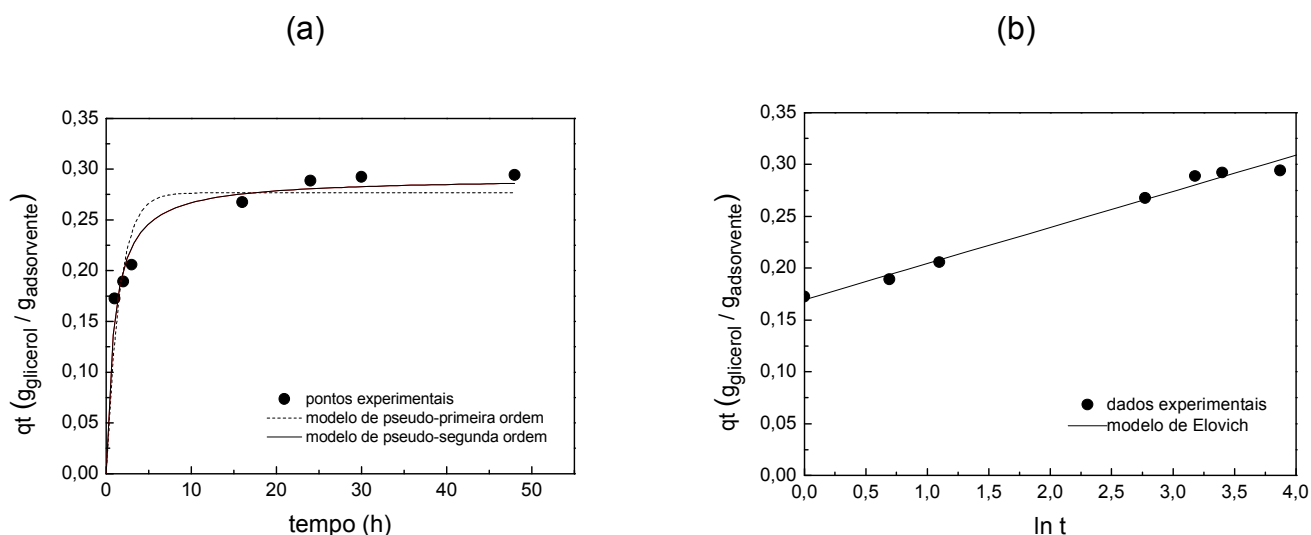 (a)
0,35
0,30
0,25
0,20
0,15
0,10
0,05
0,00
qt (g_glicerol / g_adsorvente)
pontos experimentais
modelo de pseudo-primeira ordem
modelo de pseudo-segunda ordem
0 10 20 30 40 50
tempo (h)
(b)
0,35
0,30
0,25
0,20
0,15
0,10
0,05
0,00
qt (g_glicerol / g_adsorvente)
dados experimentais
modelo de Elovich
0,0 0,5 1,0 1,5 2,0 2,5 3,0 3,5 4,0
ln t